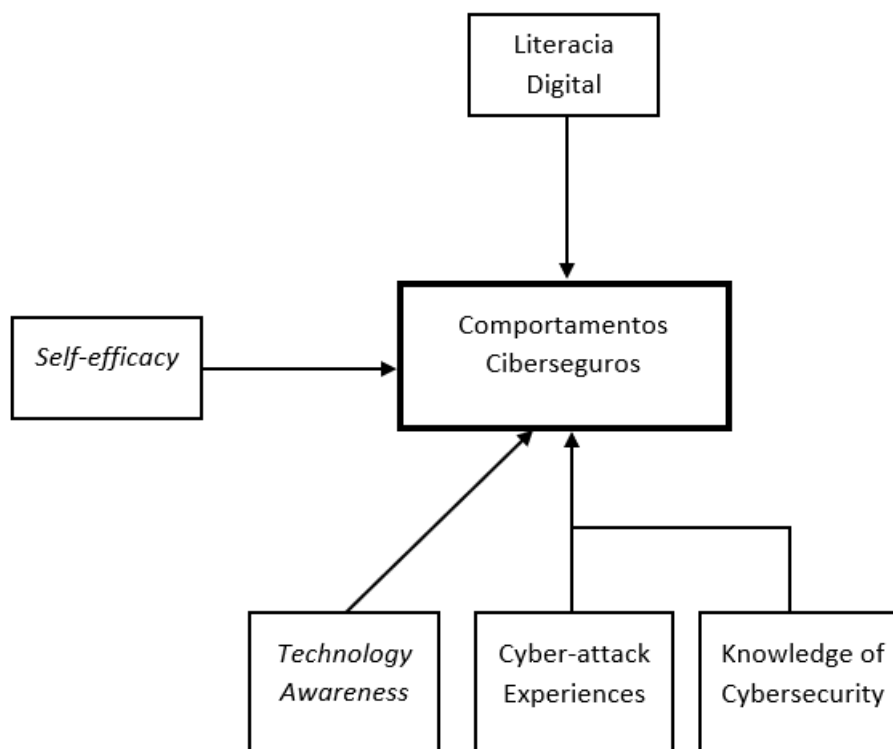 Literacia
Digital
Comportamentos
Ciberseguros
Self-efficacy
Technology
Awareness
Cyber-attack
Experiences
Knowledge of
Cybersecurity